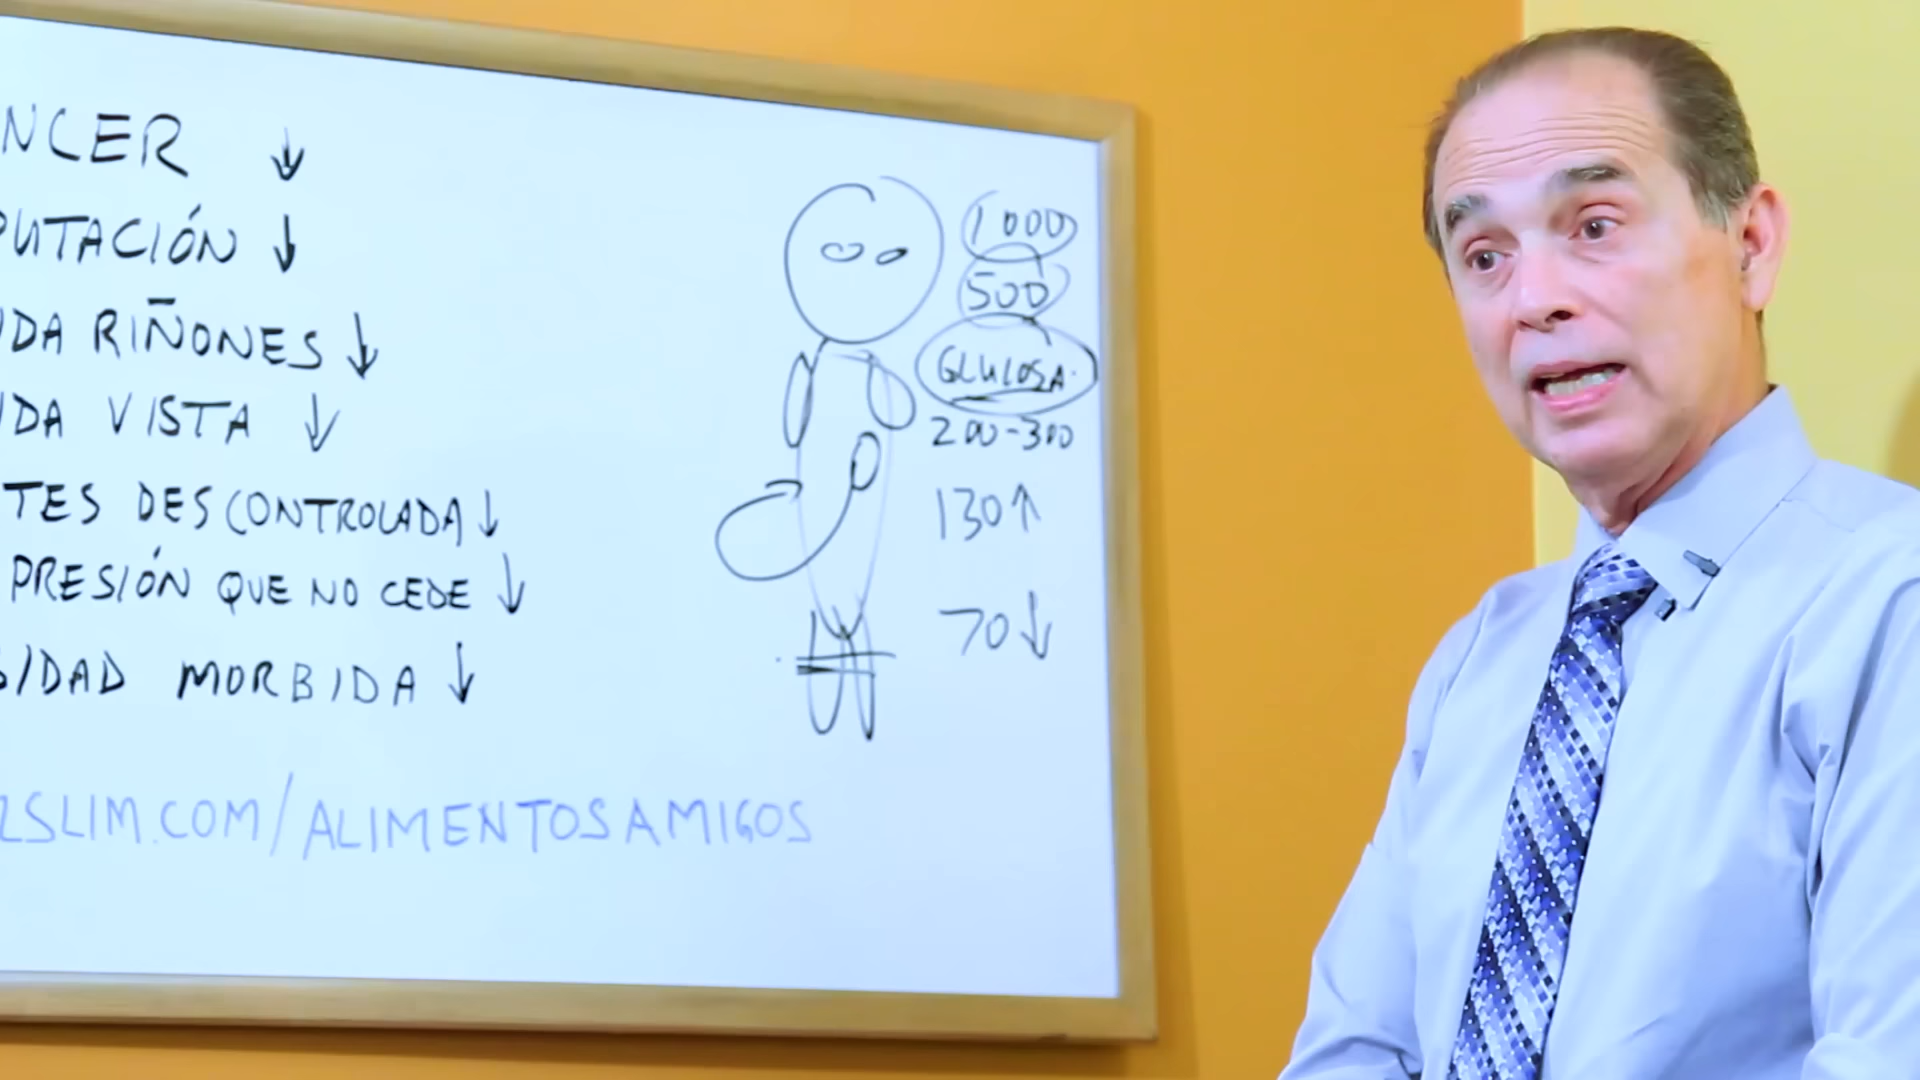 NCER ↓
PUTACIÓN ↓
IDA RIÑONES ↓
IDA VISTA ↓
TES DESCONTROLADA ↓
PRESIÓN QUE NO CEDE ↓
SIDAD MORBIDA ↓
2SLIM.COM/ALIMENTOSAMIGOS
1000
500
GLUCOSA
200-300
130↑
70↓